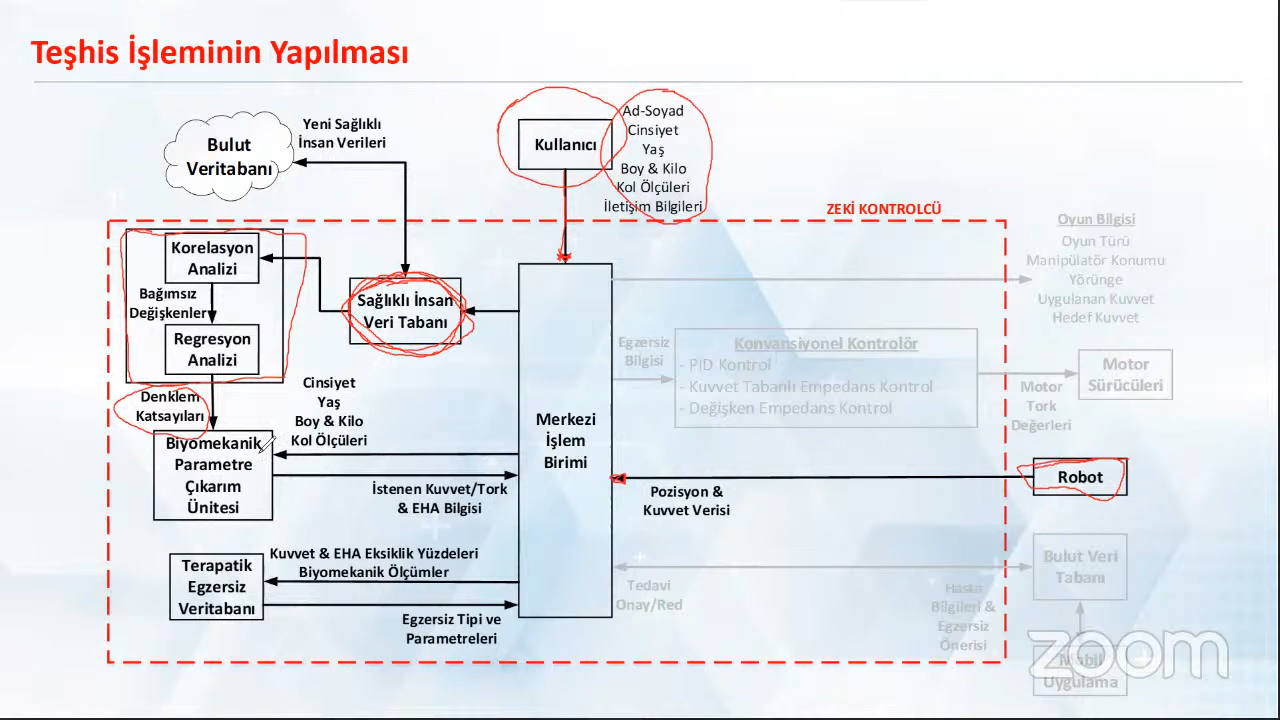 Teşhis İşleminin Yapılması
Bulut
Veritabanı
Yeni Sağlıklı
İnsan Verileri
Kullanıcı
Ad-Soyad
Cinsiyet
Yaş
Boy & Kilo
Kol Ölçüleri
İletişim Bilgileri
ZEKİ KONTROLCÜ
Korelasyon
Analizi
Bağımsız
Değişkenler
Regresyon
Analizi
Sağlıklı İnsan
Veri Tabanı
Denklem
Katsayıları
Cinsiyet
Yaş
Boy & Kilo
Kol Ölçüleri
Biyomekanik
Parametre
Çıkarım
Ünitesi
İstenen Kuvvet/Tork
& EHA Bilgisi
Merkezi
İşlem
Birimi
Terapatik
Egzersiz
Veritabanı
Kuvvet & EHA Eksiklik Yüzdeleri
Biyomekanik Ölçümler
Egzersiz Tipi ve
Parametreleri
Oyun Bilgisi
Oyun Türü
Manipülatör Konumu
Yörünge
Uygulanan Kuvvet
Hedef Kuvvet
Egzersiz
Bilgisi
Konvansiyonel Kontrolör
- PID Kontrol
- Kuvvet Tabanlı Empedans Kontrol
- Değişken Empedans Kontrol
Motor
Tork
Değerleri
Motor
Sürücüleri
Robot
Pozisyon &
Kuvvet Verisi
Tedavi
Onay/Red
Hasta
Bilgileri &
Egzersiz
Önerisi
Bulut Veri
Tabanı
Mobil
Uygulama
zoom